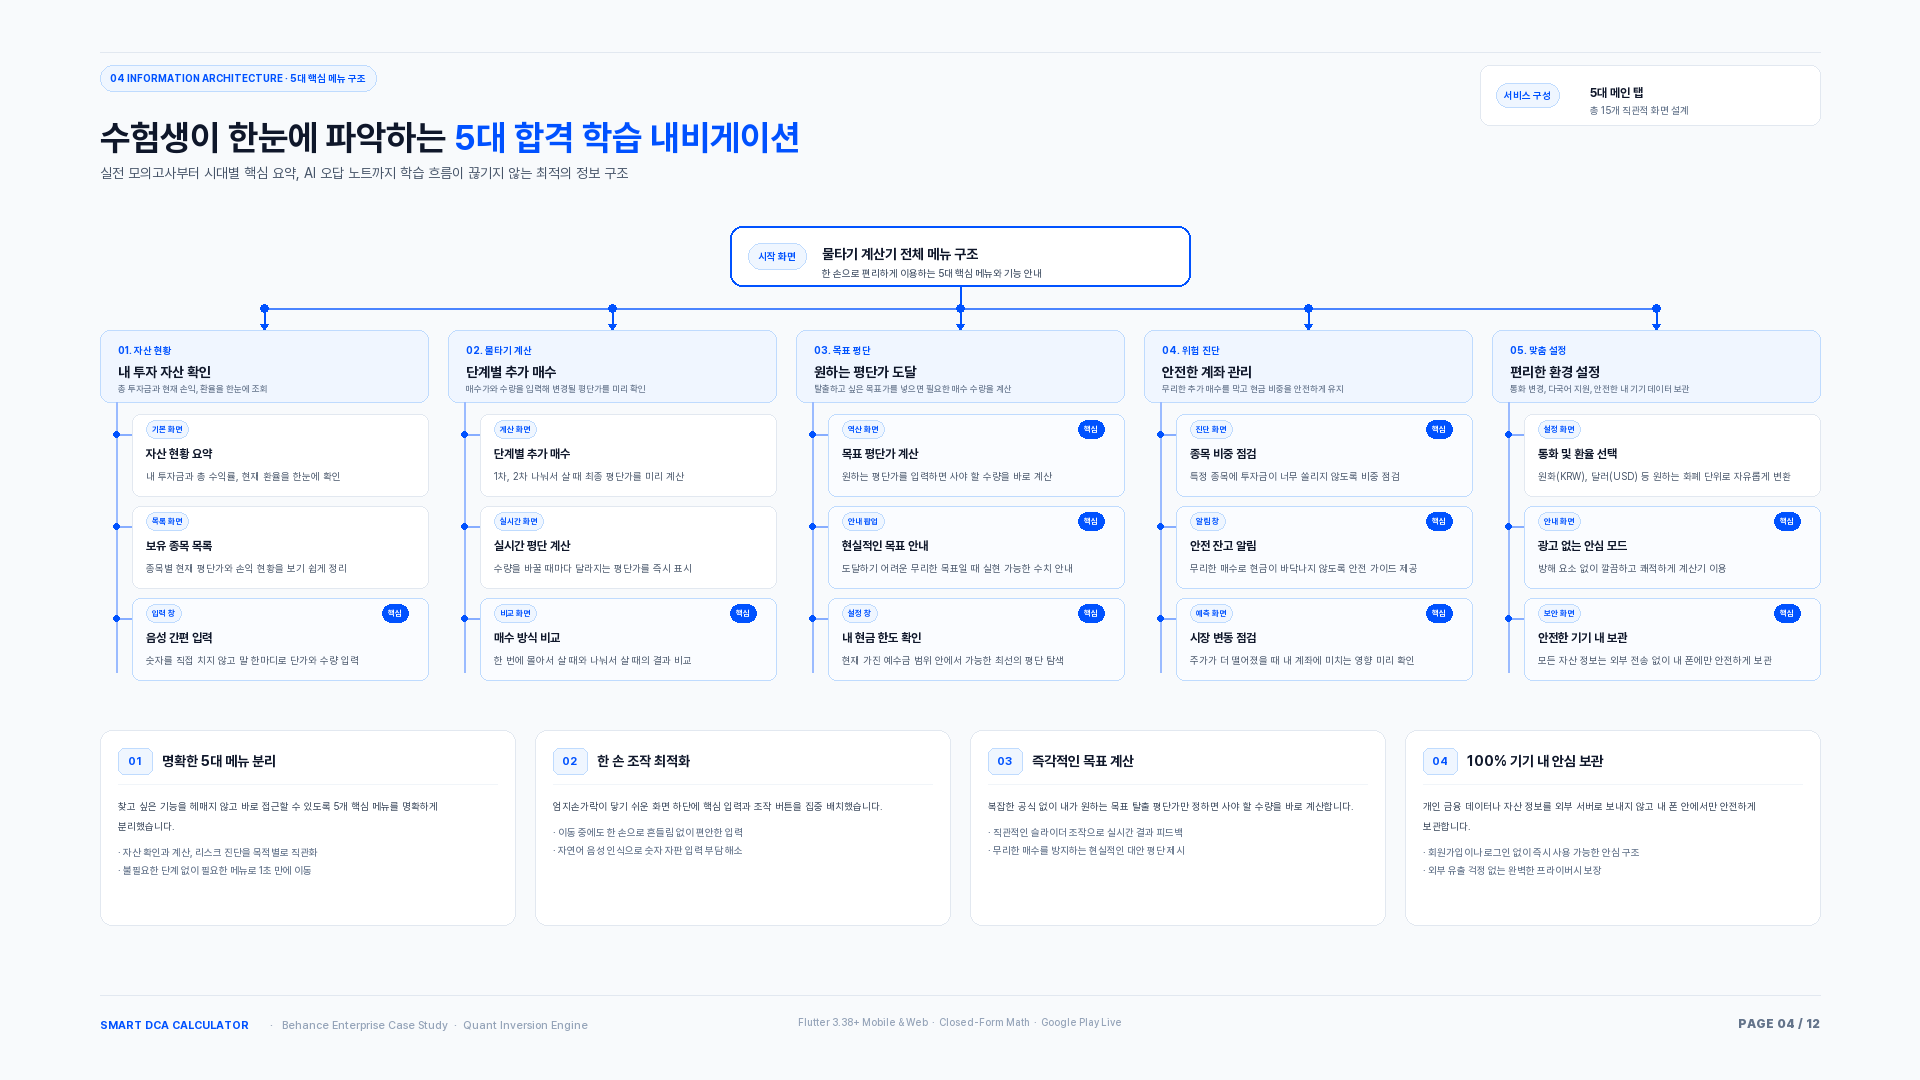 04 INFORMATION ARCHITECTURE · 5대 핵심 메뉴 구조
서비스 구성
5대 메인 탭
총 15개 직관적 화면 설계
수험생이 한눈에 파악하는 5대 합격 학습 내비게이션
실전 모의고사부터 시대별 핵심 요약, AI 오답 노트까지 학습 흐름이 끊기지 않는 최적의 정보 구조
시작 화면
물타기 계산기 전체 메뉴 구조
한 손으로 편리하게 이용하는 5대 핵심 메뉴와 기능 안내
01. 자산 현황
내 투자 자산 확인
총 투자금과 현재 손익, 환율을 한눈에 조회
기본 화면
자산 현황 요약
내 투자금과 총 수익률, 현재 환율을 한눈에 확인
목록 화면
보유 종목 목록
종목별 현재 평단가와 손익 현황을 보기 쉽게 정리
입력 창
핵심
음성 간편 입력
숫자를 직접 치지 않고 말 한마디로 단가와 수량 입력
02. 물타기 계산
단계별 추가 매수
매수가와 수량을 입력해 변경될 평단가를 미리 확인
계산 화면
단계별 추가 매수
1차, 2차 나눠서 살 때 최종 평단가를 미리 계산
실시간 화면
실시간 평단 계산
수량을 바꿀 때마다 달라지는 평단가를 즉시 표시
비교 화면
핵심
매수 방식 비교
한 번에 몰아서 살 때와 나눠서 살 때의 결과 비교
03. 목표 평단
원하는 평단가 도달
탈출하고 싶은 목표가를 넣으면 필요한 매수 수량을 계산
역산 화면
핵심
목표 평단가 계산
원하는 평단가를 입력하면 사야 할 수량을 바로 계산
안내 팝업
핵심
현실적인 목표 안내
도달하기 어려운 무리한 목표일 때 실현 가능한 수치 안내
설정 창
핵심
내 현금 한도 확인
현재 가진 예수금 범위 안에서 가능한 최선의 평단 탐색
04. 위험 진단
안전한 계좌 관리
무리한 추가 매수를 막고 현금 비중을 안전하게 유지
진단 화면
핵심
종목 비중 점검
특정 종목에 투자금이 너무 쏠리지 않도록 비중 점검
알림 창
핵심
안전 잔고 알림
무리한 매수로 현금이 바닥나지 않도록 안전 가이드 제공
예측 화면
핵심
시장 변동 점검
주가가 더 떨어졌을 때 내 계좌에 미치는 영향 미리 확인
05. 맞춤 설정
편리한 환경 설정
통화 변경, 다국어 지원, 안전한 내 기기 데이터 보관
설정 화면
통화 및 환율 선택
원화(KRW), 달러(USD) 등 원하는 화폐 단위로 자유롭게 변환
안내 화면
핵심
광고 없는 안심 모드
방해 요소 없이 깔끔하고 쾌적하게 계산기 이용
보안 화면
핵심
안전한 기기 내 보관
모든 자산 정보는 외부 전송 없이 내 폰에만 안전하게 보관
01 명확한 5대 메뉴 분리
찾고 싶은 기능을 헤매지 않고 바로 접근할 수 있도록 5개 핵심 메뉴를 명확하게
분리했습니다.
· 자산 확인과 계산, 리스크 진단을 목적별로 직관화
· 불필요한 단계 없이 필요한 메뉴로 1초 만에 이동
02 한 손 조작 최적화
엄지손가락이 닿기 쉬운 화면 하단에 핵심 입력과 조작 버튼을 집중 배치했습니다.
· 이동 중에도 한 손으로 흔들림 없이 편안한 입력
· 자연어 음성 인식으로 숫자 자판 입력 부담 해소
03 즉각적인 목표 계산
복잡한 공식 없이 내가 원하는 목표 탈출 평단가만 정하면 사야 할 수량을 바로 계산합니다.
· 직관적인 슬라이더 조작으로 실시간 결과 피드백
· 무리한 매수를 방지하는 현실적인 대안 평단 제시
04 100% 기기 내 안심 보관
개인 금융 데이터나 자산 정보를 외부 서버로 보내지 않고 내 폰 안에서만 안전하게
보관합니다.
· 회원가입이나 로그인 없이 즉시 사용 가능한 안심 구조
· 외부 유출 걱정 없는 완벽한 프라이버시 보장
SMART DCA CALCULATOR · Behance Enterprise Case Study · Quant Inversion Engine
Flutter 3.38+ Mobile & Web · Closed-Form Math · Google Play Live
PAGE 04 / 12